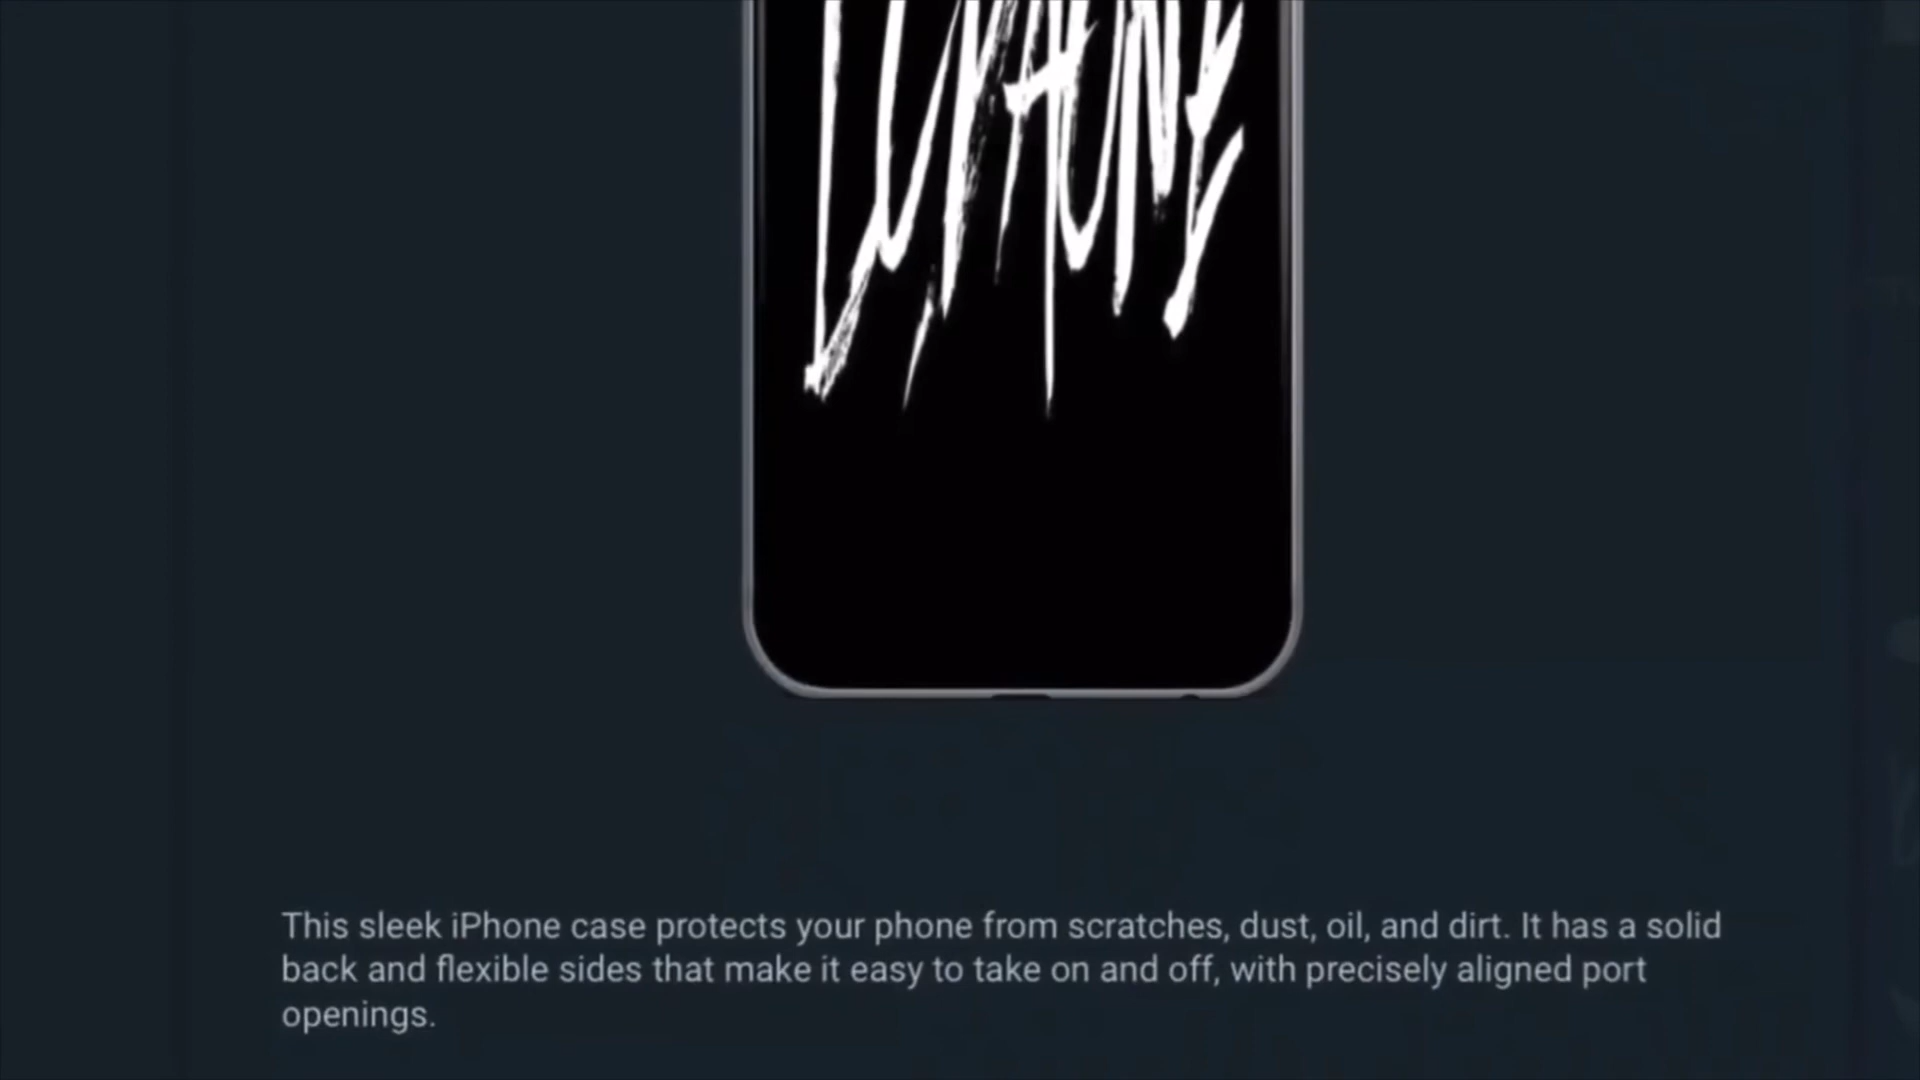 This sleek iPhone case protects your phone from scratches, dust, oil, and dirt. It has a solid
back and flexible sides that make it easy to take on and off, with precisely aligned port
openings.